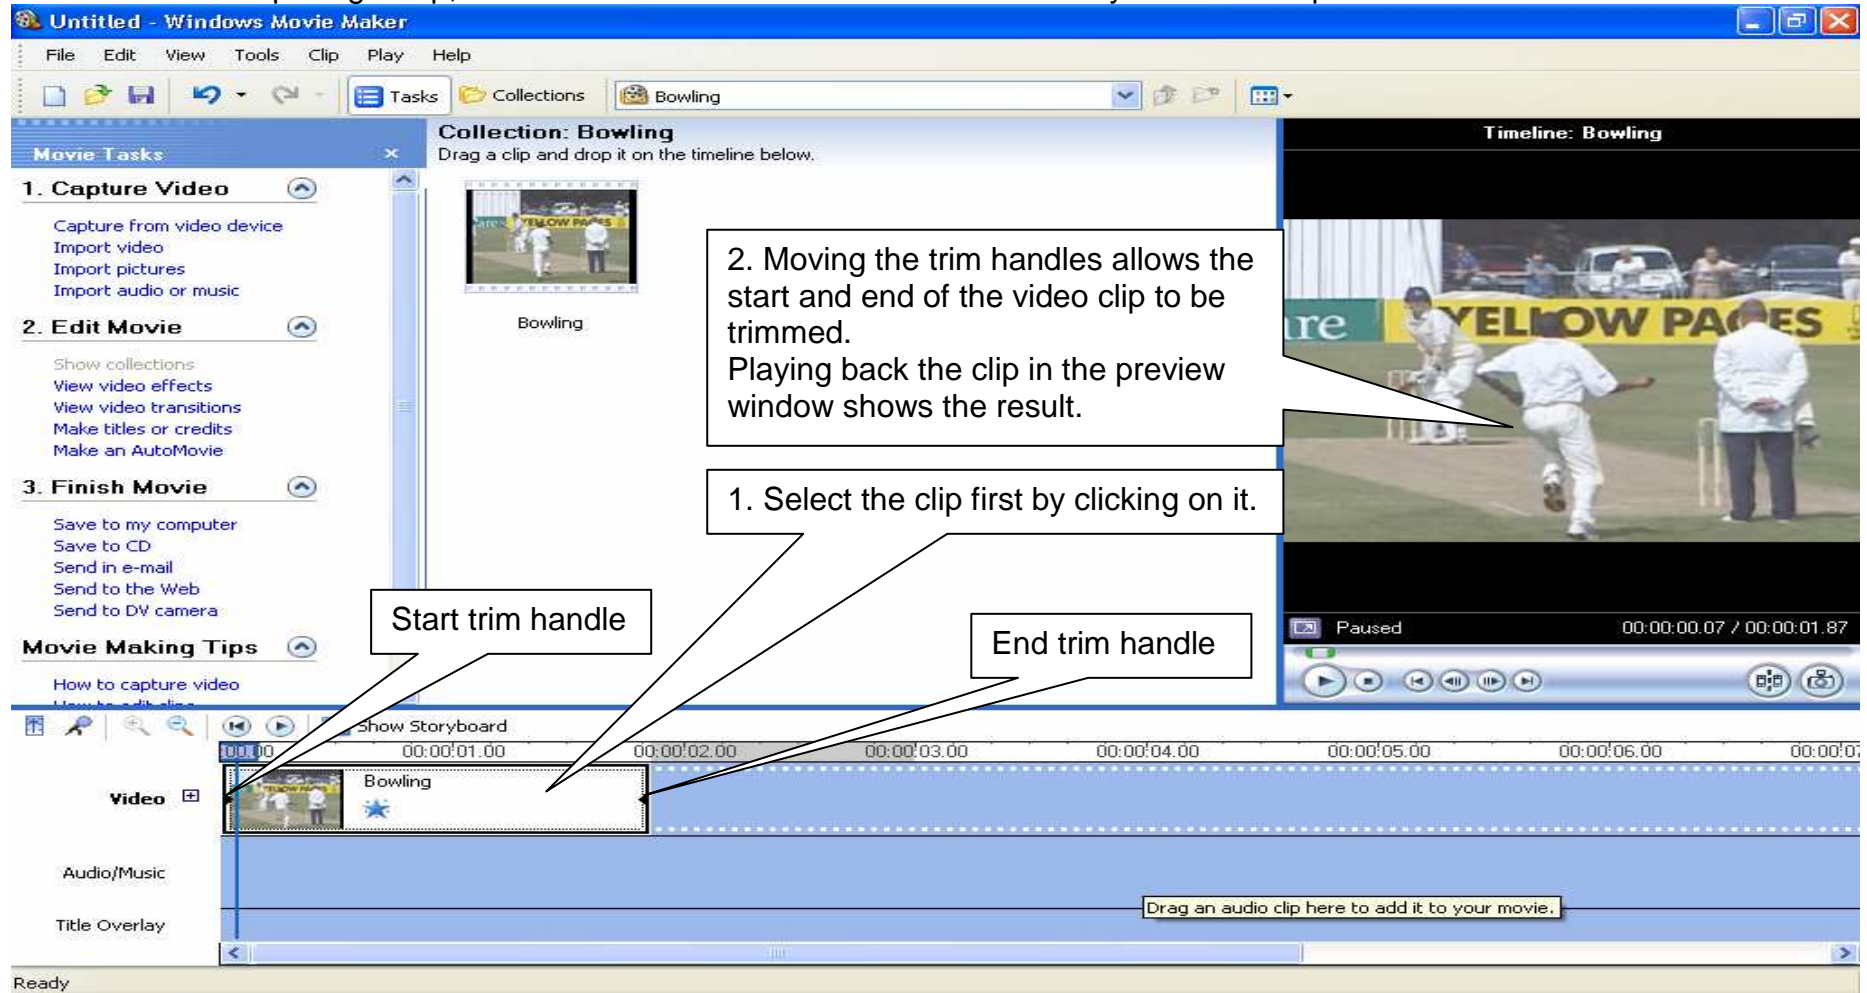 Untitled - Windows Movie Maker
File Edit View Tools Clip Play Help
Tasks Collections Bowling
Movie Tasks
1. Capture Video
Capture from video device
Import video
Import pictures
Import audio or music
2. Edit Movie
Show collections
View video effects
View video transitions
Make titles or credits
Make an AutoMovie
3. Finish Movie
Save to my computer
Save to CD
Send in e-mail
Send to the Web
Send to DV camera
Movie Making Tips
How to capture video
Collection: Bowling
Drag a clip and drop it on the timeline below.
YELLOW PAGES
Bowling
2. Moving the trim handles allows the
start and end of the video clip to be
trimmed.
Playing back the clip in the preview
window shows the result.
1. Select the clip first by clicking on it.
Start trim handle
End trim handle
Timeline: Bowling
YELLOW PAGES
Paused 00:00:00.07 / 00:00:01.87
Show Storyboard
00:00:01.00 00:00:02.00 00:00:03.00 00:00:04.00 00:00:05.00 00:00:06.00
Video
Bowling
Audio/Music
Drag an audio clip here to add it to your movie.
Title Overlay
Ready